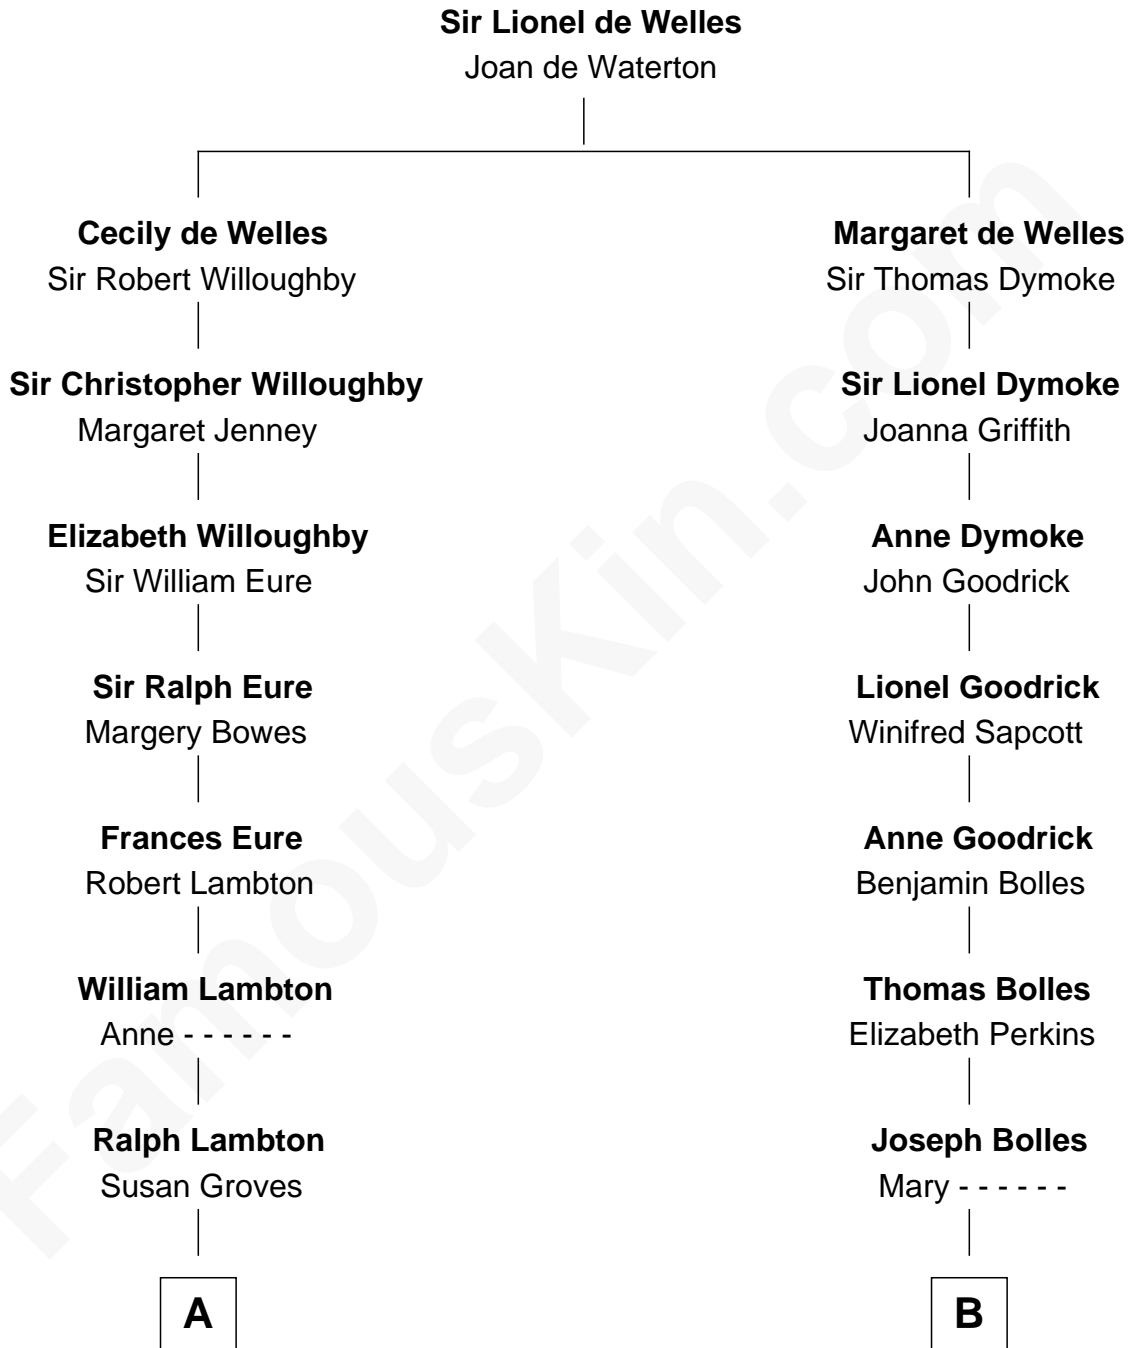 Sir Lionel de Welles
Joan de Waterton
Cecily de Welles
Sir Robert Willoughby
Margaret de Welles
Sir Thomas Dymoke
Sir Christopher Willoughby
Margaret Jenney
Sir Lionel Dymoke
Joanna Griffith
Elizabeth Willoughby
Sir William Eure
Anne Dymoke
John Goodrick
Sir Ralph Eure
Margery Bowes
Lionel Goodrick
Winifred Sapcott
Frances Eure
Robert Lambton
Anne Goodrick
Benjamin Bolles
William Lambton
Anne - - - - - -
Thomas Bolles
Elizabeth Perkins
Ralph Lambton
Susan Groves
Joseph Bolles
Mary - - - - - -
A
B
FamousKin.com